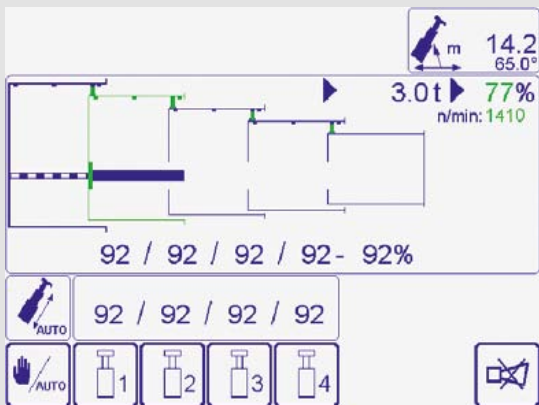 m 14.2
65.0°
3.0t 77%
n/min: 1410
92 / 92 / 92 / 92- 92%
AUTO 92 / 92 / 92 / 92
/AUTO 1 2 3 4